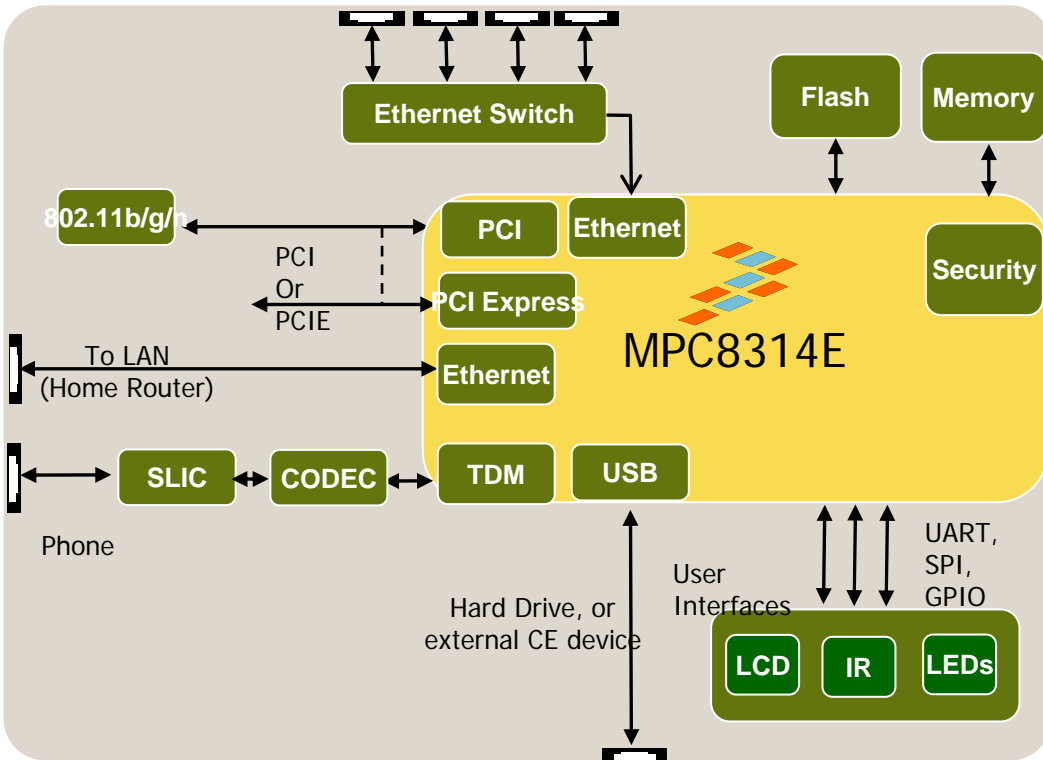 Ethernet Switch
Flash
Memory
802.11b/g/n
PCI
Ethernet
Security
PCI
Or
PCIE
PCI Express
MPC8314E
To LAN
(Home Router)
Ethernet
SLIC
CODEC
TDM
USB
Phone
UART,
SPI,
GPIO
User
Interfaces
Hard Drive, or
external CE device
LCD
IR
LEDs